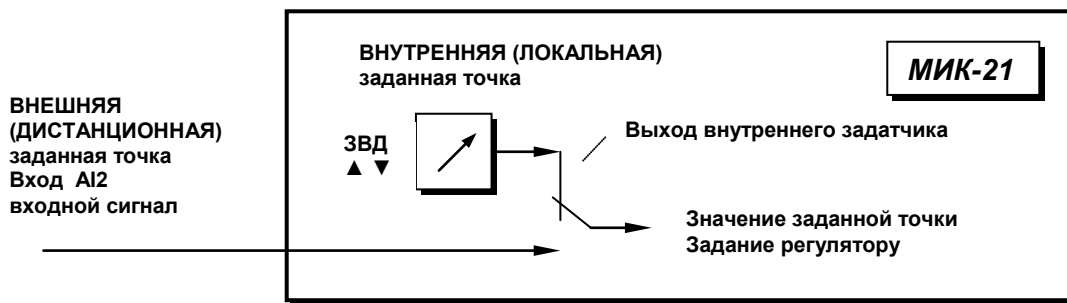 ВНУТРЕННЯЯ (ЛОКАЛЬНАЯ)
заданная точка
МИК-21
ВНЕШНЯЯ
(ДИСТАНЦИОННАЯ)
заданная точка
Вход AI2
входной сигнал
ЗВД
▲ ▼
Выход внутреннего задатчика
Значение заданной точки
Задание регулятору